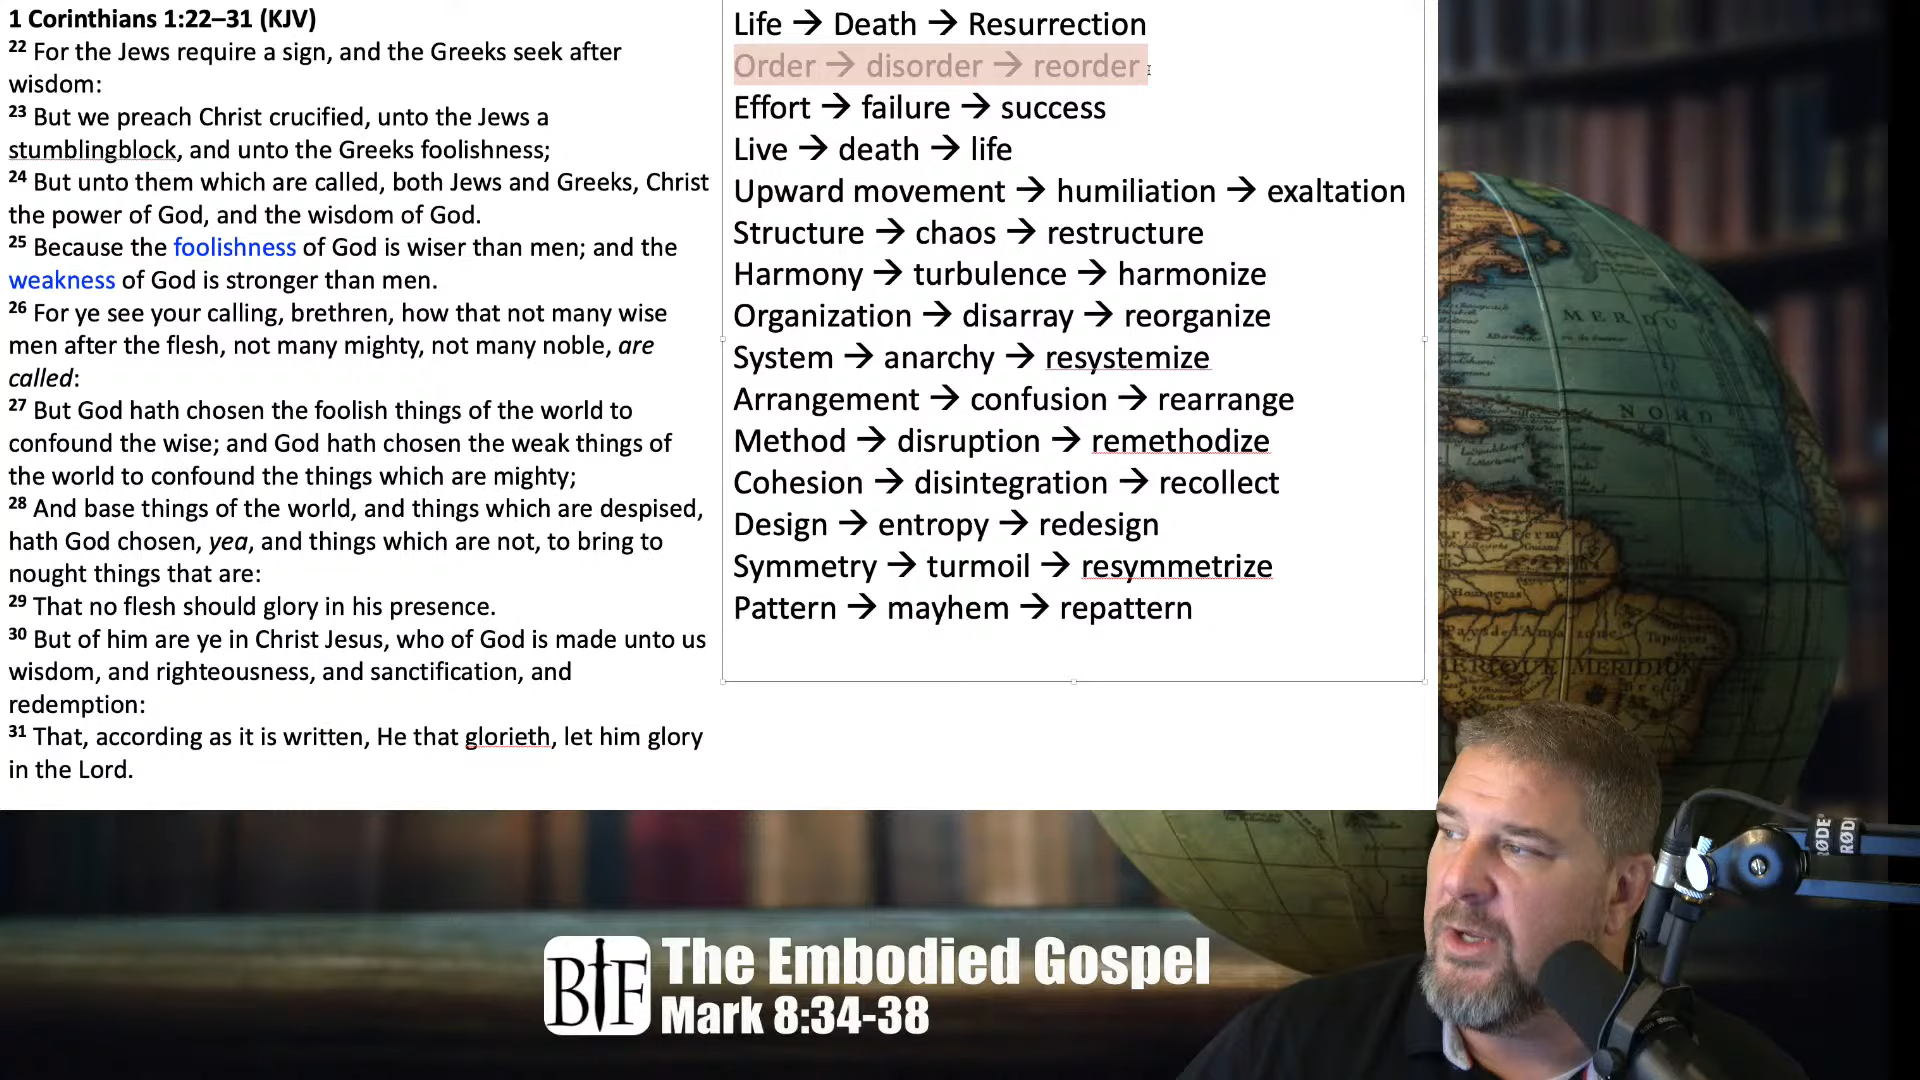 1 Corinthians 1:22–31 (KJV)
22 For the Jews require a sign, and the Greeks seek after
wisdom:
23 But we preach Christ crucified, unto the Jews a
stumblingblock, and unto the Greeks foolishness;
24 But unto them which are called, both Jews and Greeks, Christ
the power of God, and the wisdom of God.
25 Because the foolishness of God is wiser than men; and the
weakness of God is stronger than men.
26 For ye see your calling, brethren, how that not many wise
men after the flesh, not many mighty, not many noble, are
called:
27 But God hath chosen the foolish things of the world to
confound the wise; and God hath chosen the weak things of
the world to confound the things which are mighty;
28 And base things of the world, and things which are despised,
hath God chosen, yea, and things which are not, to bring to
nought things that are:
29 That no flesh should glory in his presence.
30 But of him are ye in Christ Jesus, who of God is made unto us
wisdom, and righteousness, and sanctification, and
redemption:
31 That, according as it is written, He that glorieth, let him glory
in the Lord.
Life → Death → Resurrection
Order → disorder → reorder
Effort → failure → success
Live → death → life
Upward movement → humiliation → exaltation
Structure → chaos → restructure
Harmony → turbulence → harmonize
Organization → disarray → reorganize
System → anarchy → resystemize
Arrangement → confusion → rearrange
Method → disruption → remethodize
Cohesion → disintegration → recollect
Design → entropy → redesign
Symmetry → turmoil → resymmetrize
Pattern → mayhem → repattern
MER DU
NORD
MERIDION
RØDE
RØD
BTF
The Embodied Gospel
Mark 8:34-38